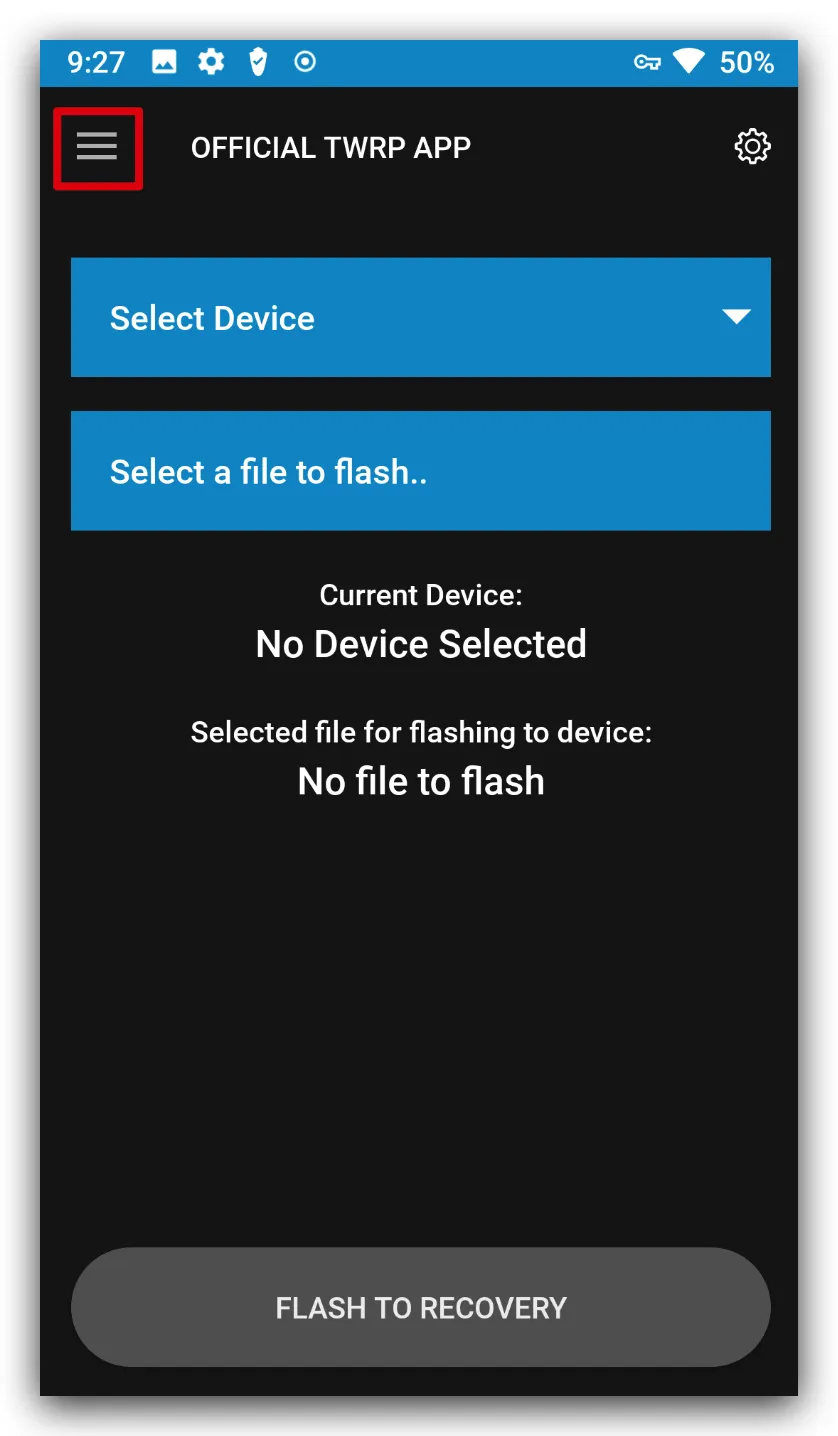 9:27 50%
OFFICIAL TWRP APP
Select Device
Select a file to flash..
Current Device:
No Device Selected
Selected file for flashing to device:
No file to flash
FLASH TO RECOVERY